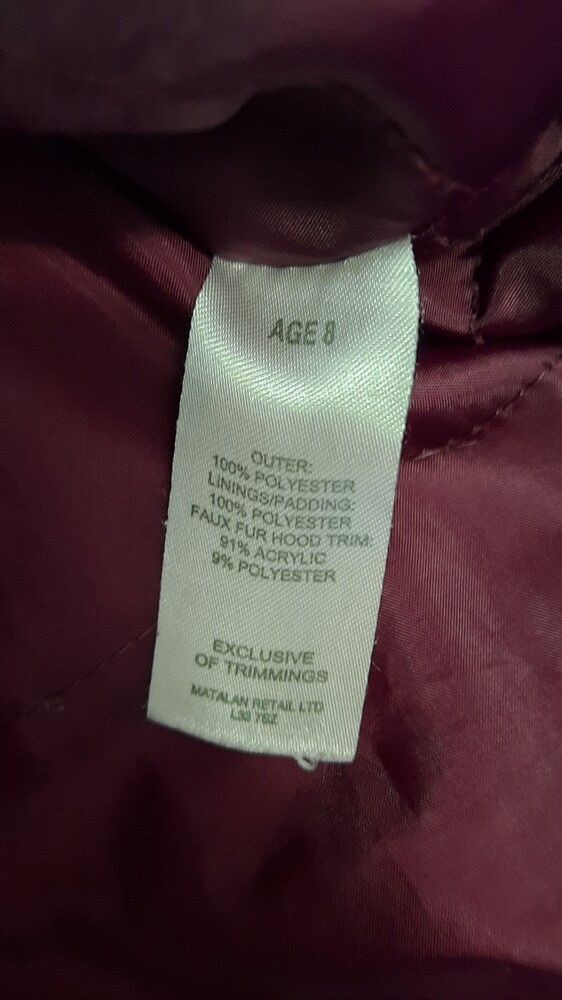 AGE 8
OUTER:
100% POLYESTER
LININGS/PADDING:
100% POLYESTER
FAUX FUR HOOD TRIM:
91% ACRYLIC
9% POLYESTER
EXCLUSIVE
OF TRIMMINGS
MATALAN RETAIL LTD
L33 7SZ